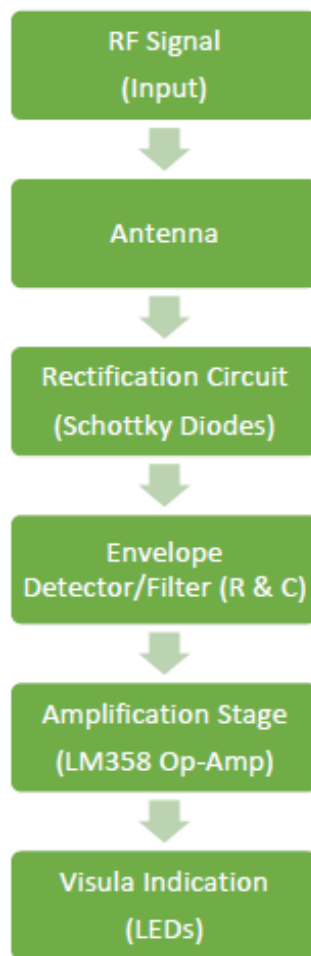 RF Signal
(Input)
Antenna
Rectification Circuit
(Schottky Diodes)
Envelope
Detector/Filter (R & C)
Amplification Stage
(LM358 Op-Amp)
Visula Indication
(LEDs)